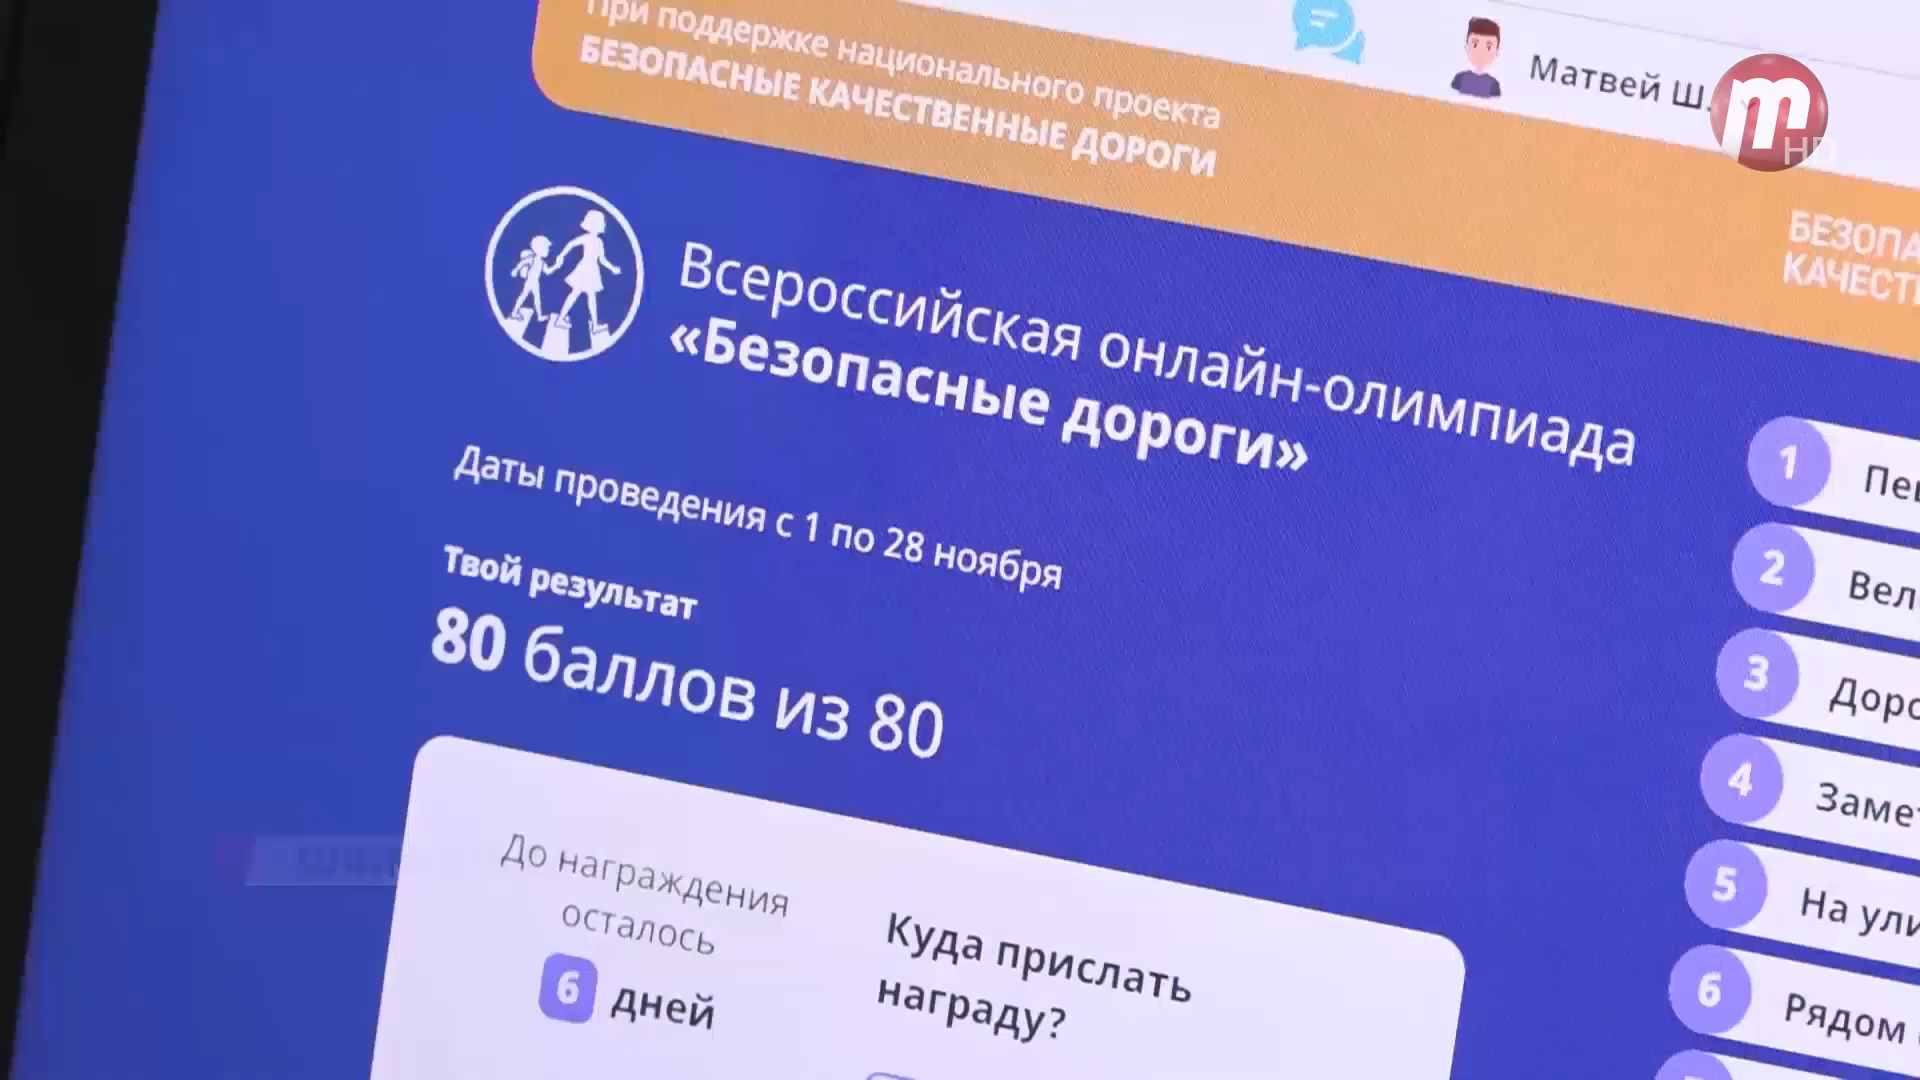 При поддержке национального проекта
БЕЗОПАСНЫЕ КАЧЕСТВЕННЫЕ ДОРОГИ
Матвей Ш.
m HD
Всероссийская онлайн-олимпиада
«Безопасные дороги»
Даты проведения с 1 по 28 ноября
Твой результат
80 баллов из 80
До награждения
осталось
6 дней
Куда прислать
награду?
1
2
3
4
5 На
6 Рядом